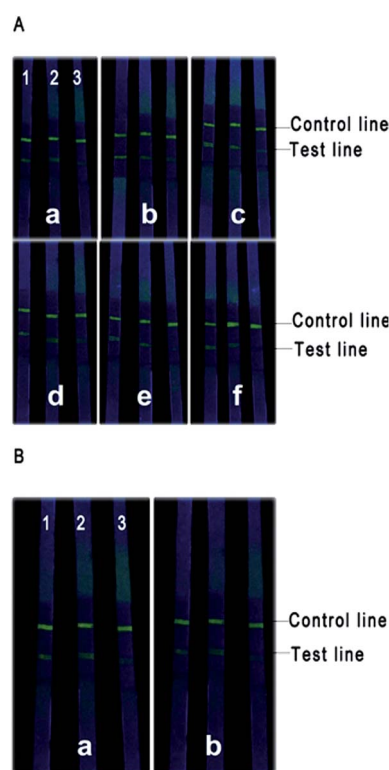 A
1 2 3
Control line
Test line
a b c
Control line
Test line
d e f
B
1 2 3
Control line
Test line
a b